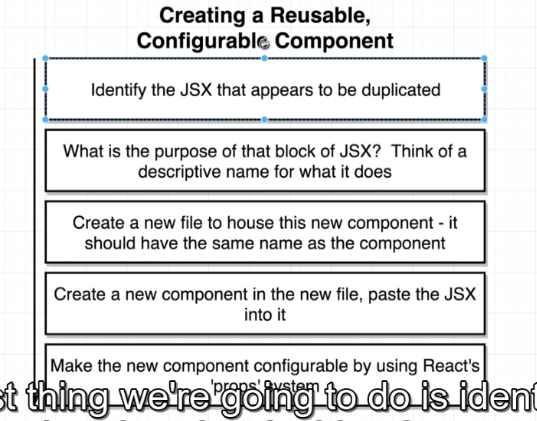 Creating a Reusable,
Configurable Component
Identify the JSX that appears to be duplicated
What is the purpose of that block of JSX?  Think of a
descriptive name for what it does
Create a new file to house this new component - it
should have the same name as the component
Create a new component in the new file, paste the JSX
into it
Make the new component configurable by using React's
'props' system
thing we're going to do is